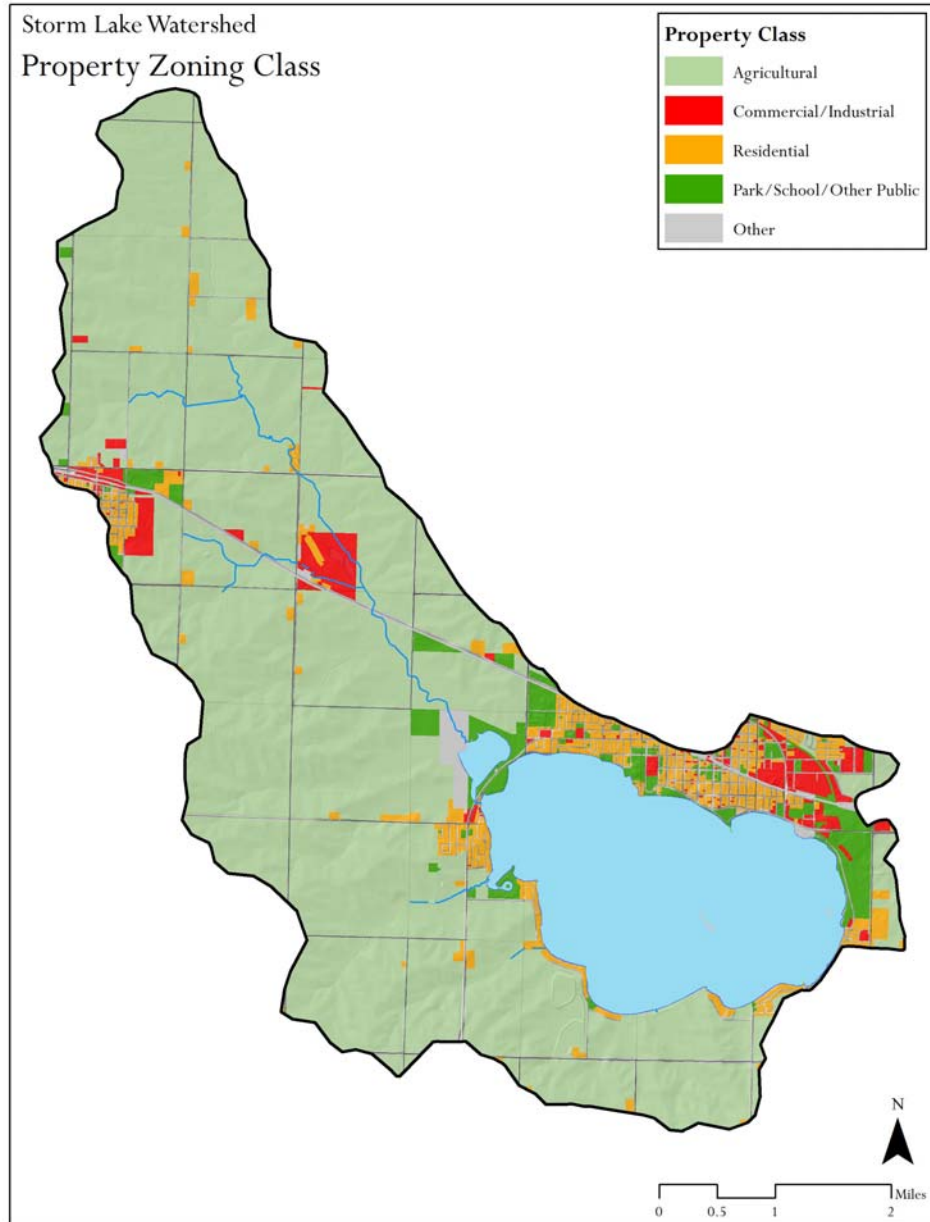 Storm Lake Watershed
Property Zoning Class
Property Class
Agricultural
Commercial/Industrial
Residential
Park/School/Other Public
Other
N
Miles
0 0.5 1 2